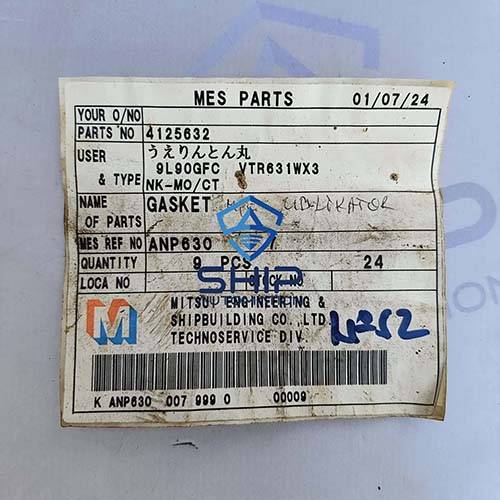 MES PARTS 01/07/24
YOUR O/NO
PARTS NO 4125632
USER うえりんとん丸
& TYPE 9L90GFC VTR631WX3
NK-MO/CT
NAME OF PARTS GASKET
MES REF NO ANP630
QUANTITY 9 PCS 24
LOCA NO
SHIP
MITSUI ENGINEERING &
SHIPBUILDING CO., LTD
TECHNOSERVICE DIV.
K ANP630 007 999 0 00009